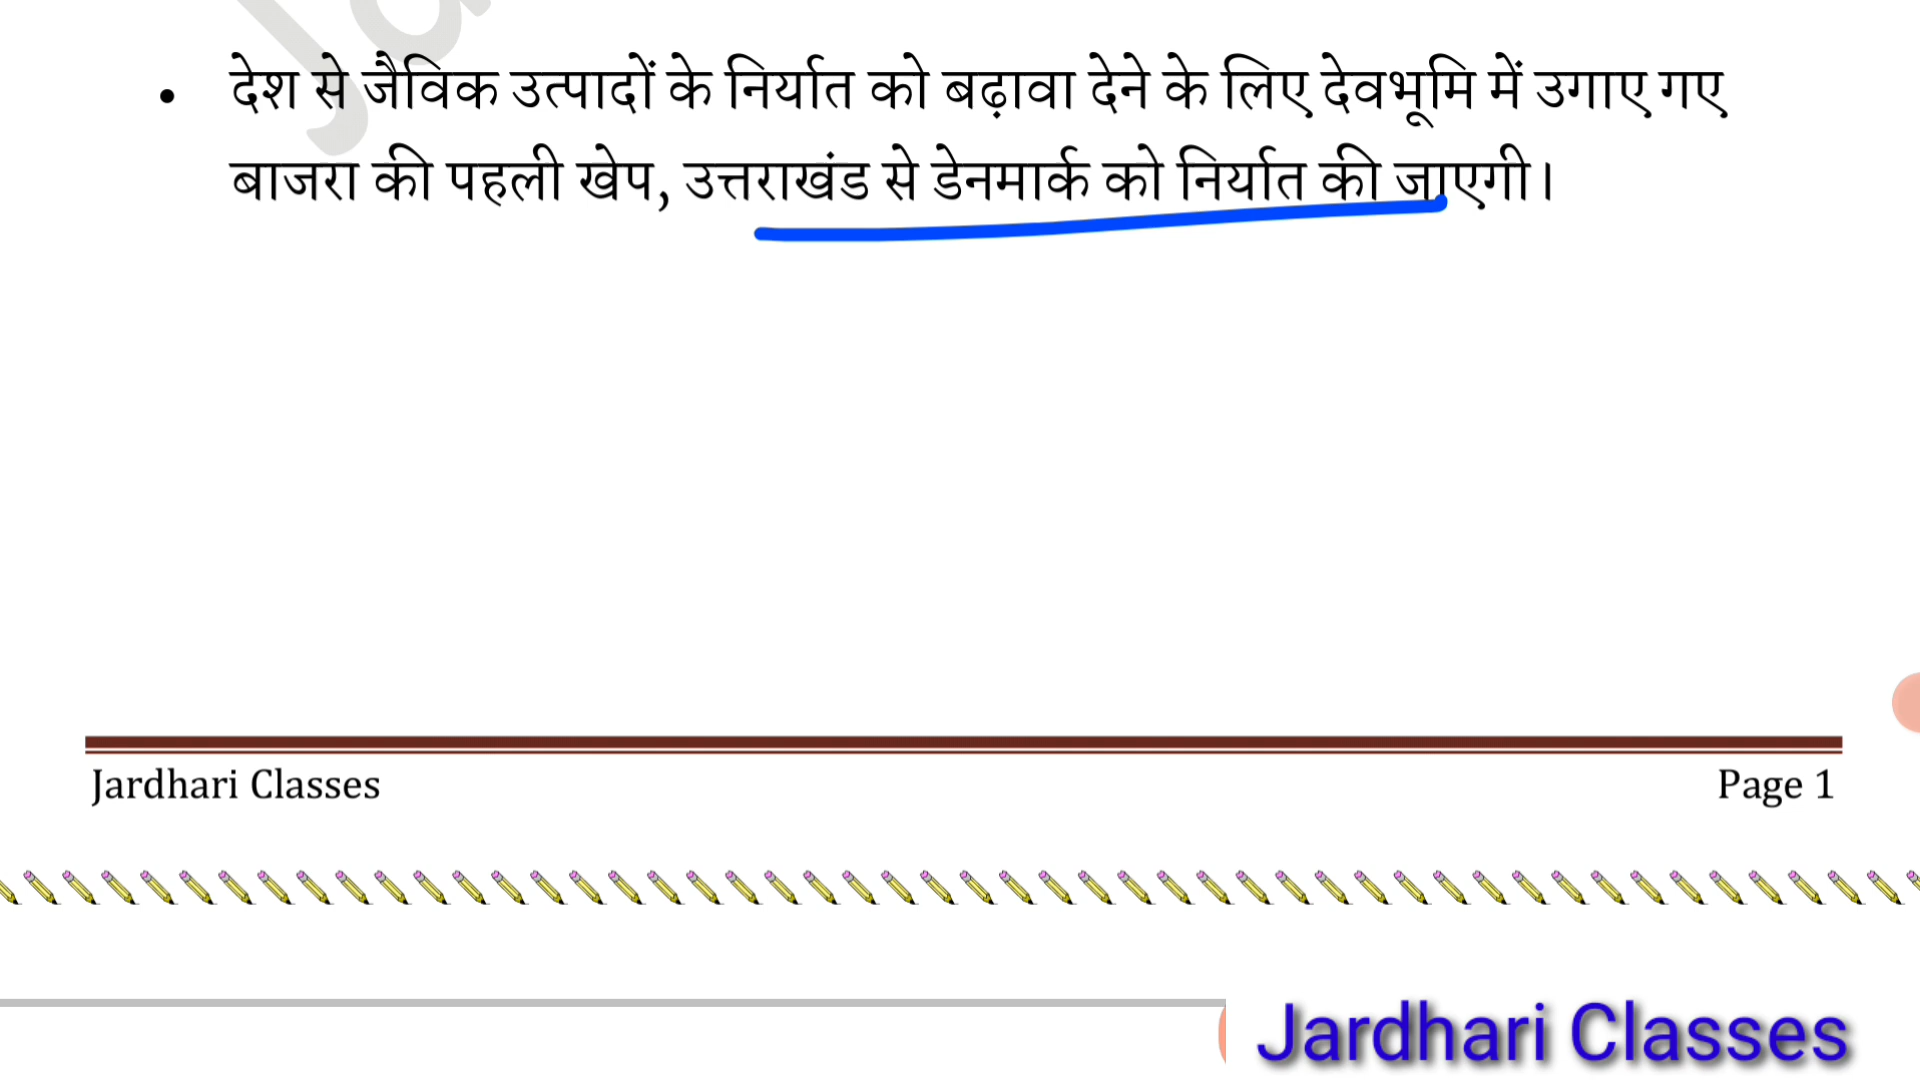 • देश से जैविक उत्पादों के निर्यात को बढ़ावा देने के लिए देवभूमि में उगाए गए
बाजरा की पहली खेप, उत्तराखंड से डेनमार्क को निर्यात की जाएगी।
Jardhari Classes Page 1
Jardhari Classes